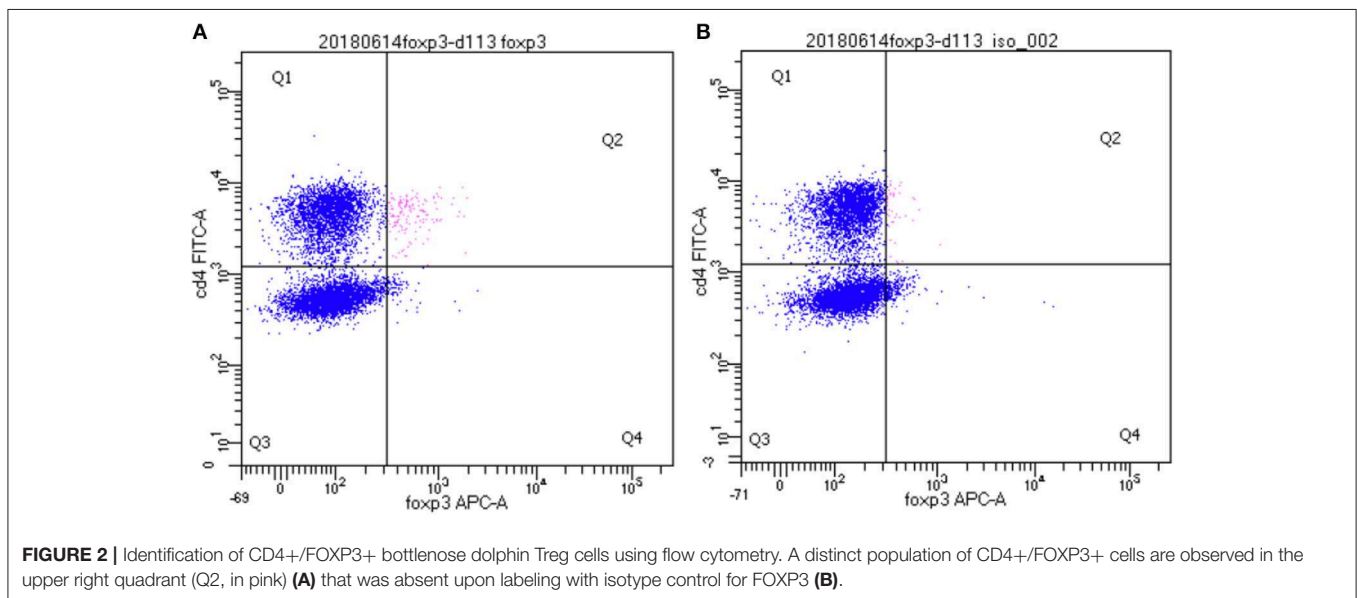 A
20180614foxp3-d113 foxp3
Q1
Q2
Q3
Q4
cd4 FITC-A
10^5
10^4
10^3
10^2
10^1
0
-69
0
10^2
10^3
10^4
10^5
foxp3 APC-A
B
20180614foxp3-d113 iso_002
Q1
Q2
Q3
Q4
cd4 FITC-A
10^5
10^4
10^3
10^2
10^1
-3
-71
0
10^2
10^3
10^4
10^5
foxp3 APC-A
FIGURE 2 | Identification of CD4+/FOXP3+ bottlenose dolphin Treg cells using flow cytometry. A distinct population of CD4+/FOXP3+ cells are observed in the
upper right quadrant (Q2, in pink) (A) that was absent upon labeling with isotype control for FOXP3 (B).